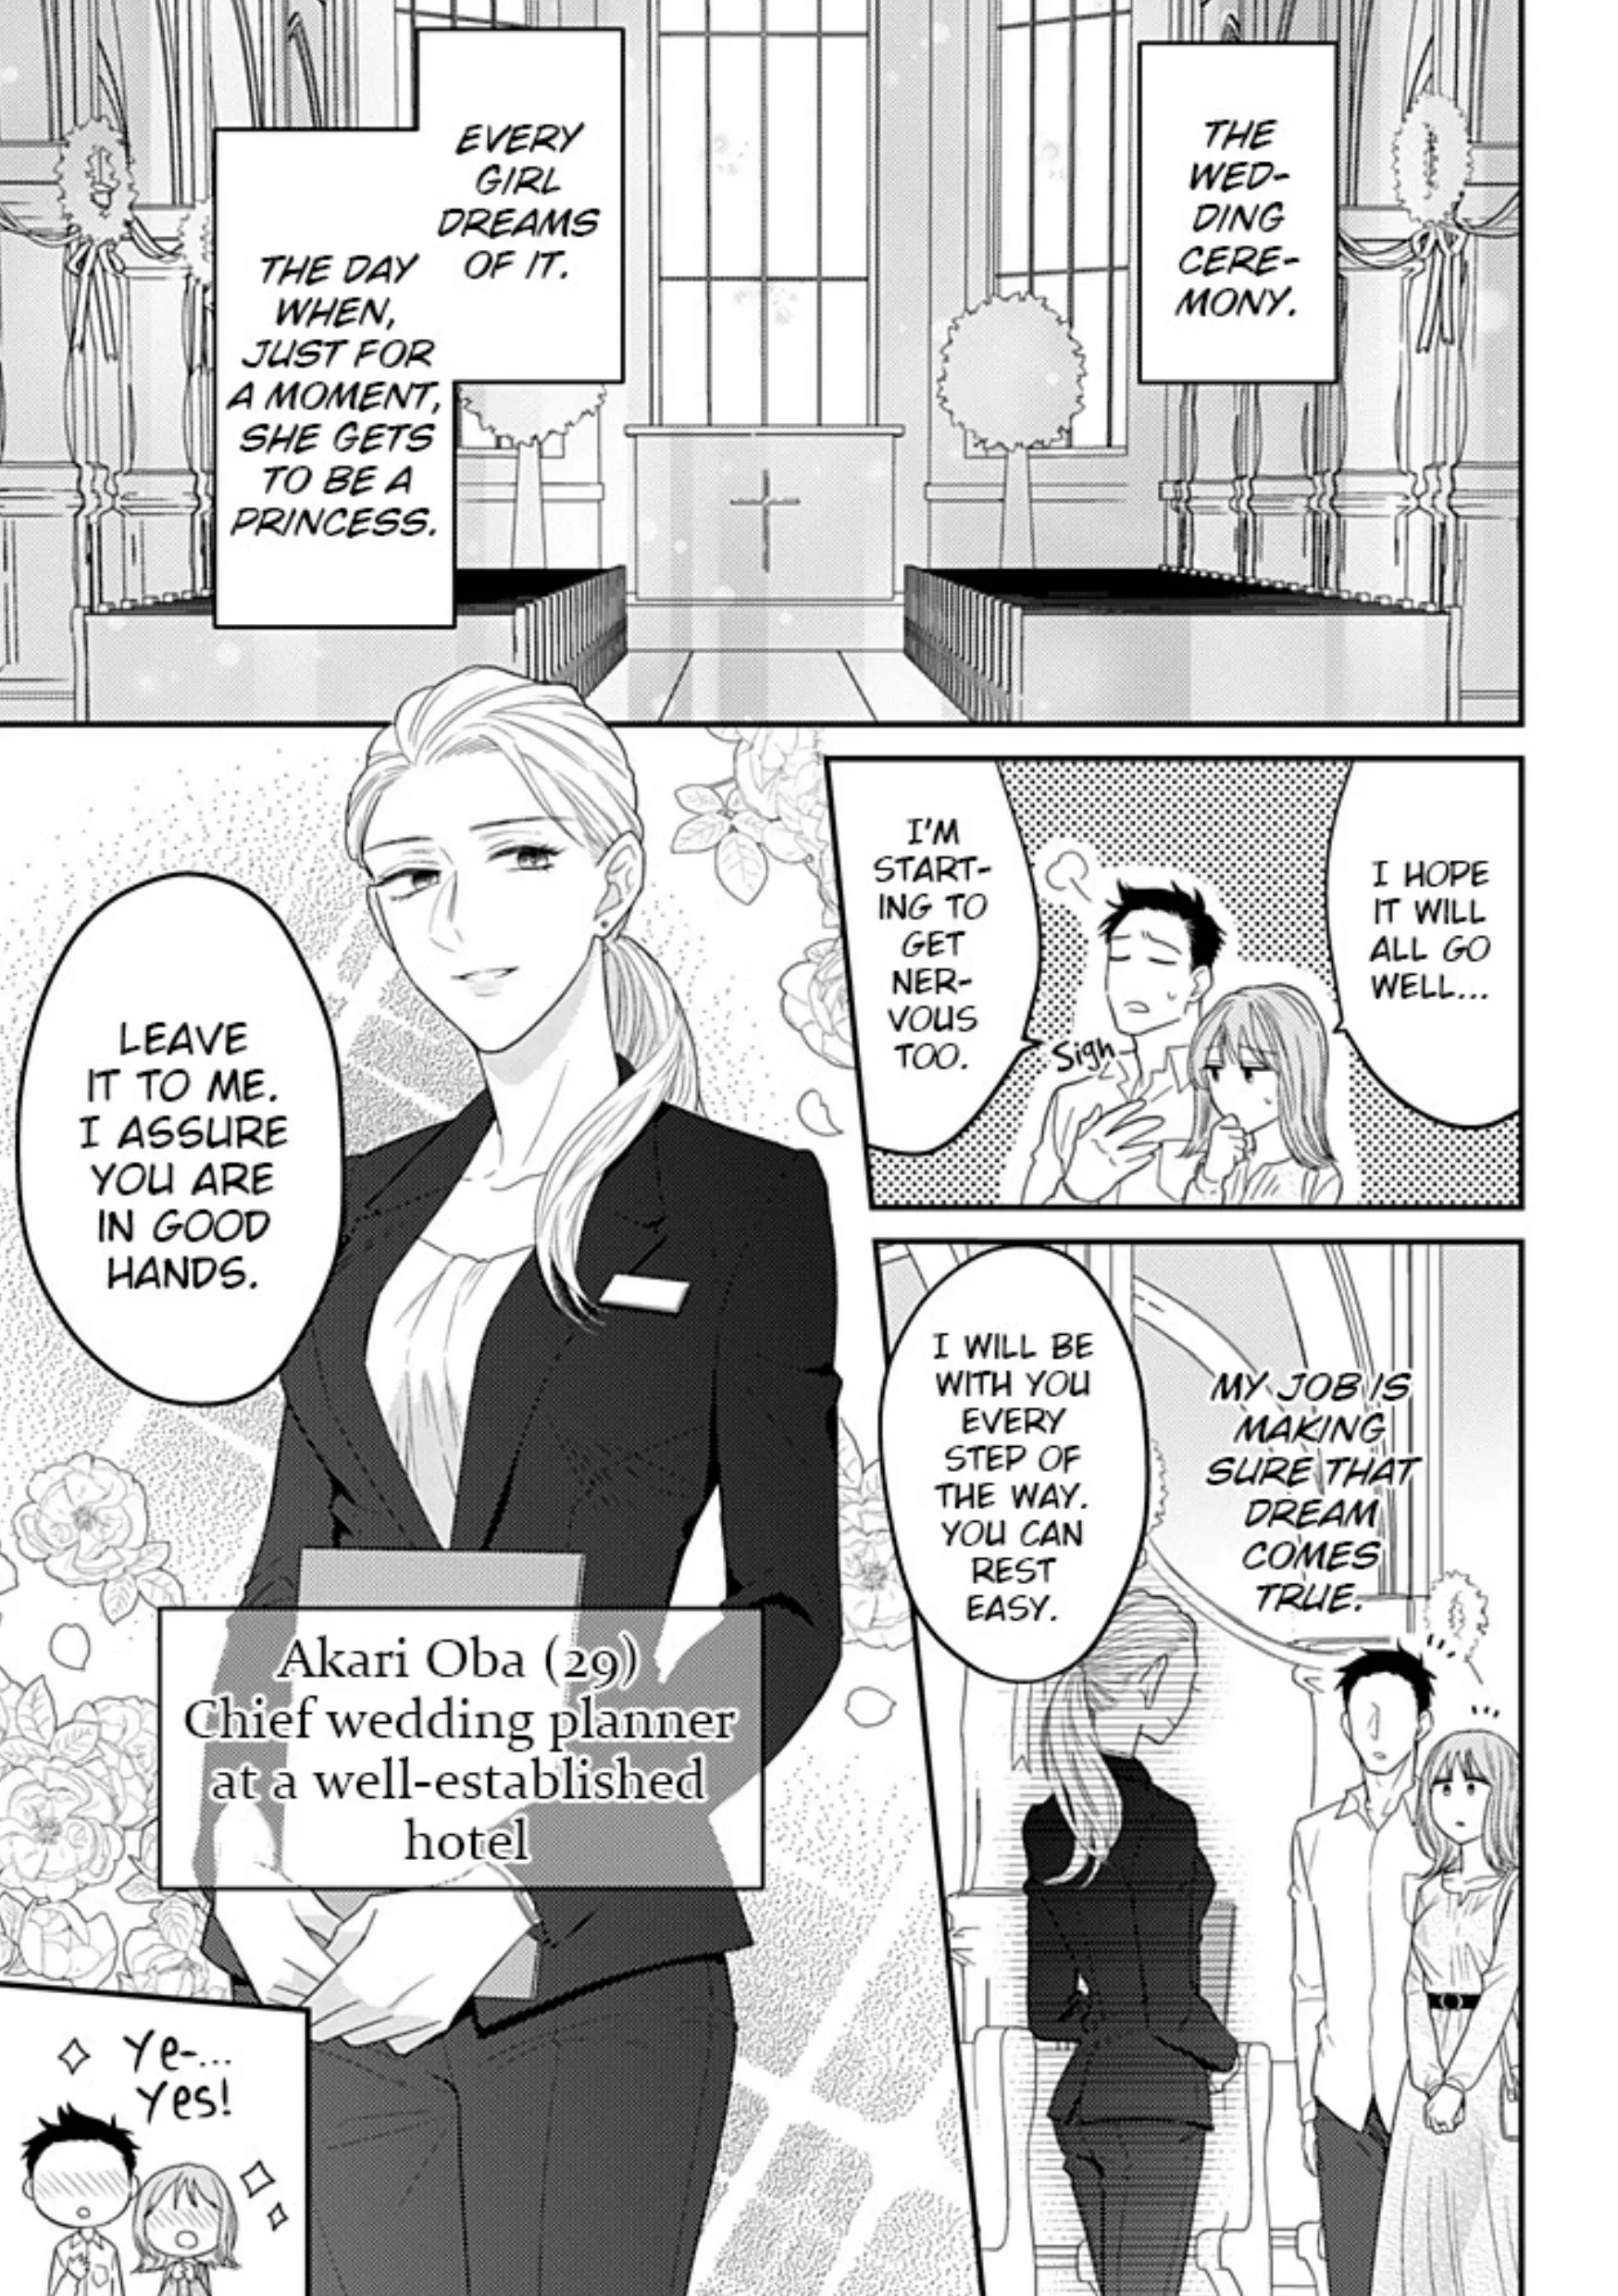 THE
WED-
DING
CERE-
MONY.
EVERY
GIRL
DREAMS
OF IT.
THE DAY
WHEN,
JUST FOR
A MOMENT,
SHE GETS
TO BE A
PRINCESS.
I HOPE
IT WILL
ALL GO
WELL...
I'M
START-
ING TO
GET
NER-
VOUS
TOO.
Sigh
MY JOB IS
MAKING
SURE THAT
DREAM
COMES
TRUE.
I WILL BE
WITH YOU
EVERY
STEP OF
THE WAY.
YOU CAN
REST
EASY.
LEAVE
IT TO ME.
I ASSURE
YOU ARE
IN GOOD
HANDS.
Akari Oba (29)
Chief wedding planner
at a well-established
hotel
Ye-...
Yes!